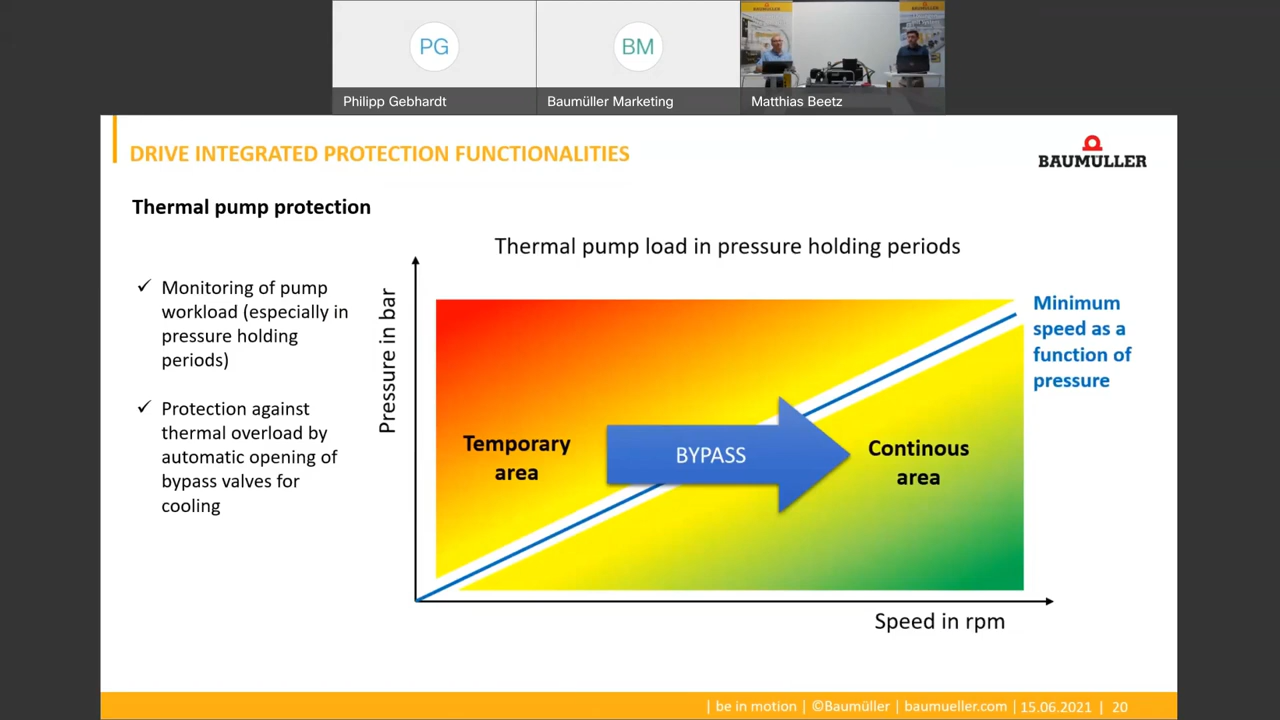 PG
BM
BAUMÜLLER
Philipp Gebhardt
Baumüller Marketing
Matthias Beetz
DRIVE INTEGRATED PROTECTION FUNCTIONALITIES
BAUMÜLLER
Thermal pump protection
✓ Monitoring of pump
workload (especially in
pressure holding
periods)
✓ Protection against
thermal overload by
automatic opening of
bypass valves for
cooling
Thermal pump load in pressure holding periods
Pressure in bar
Minimum
speed as a
function of
pressure
Temporary
area
BYPASS
Continous
area
Speed in rpm
| be in motion | ©Baumüller | baumueller.com | 15.06.2021 | 20